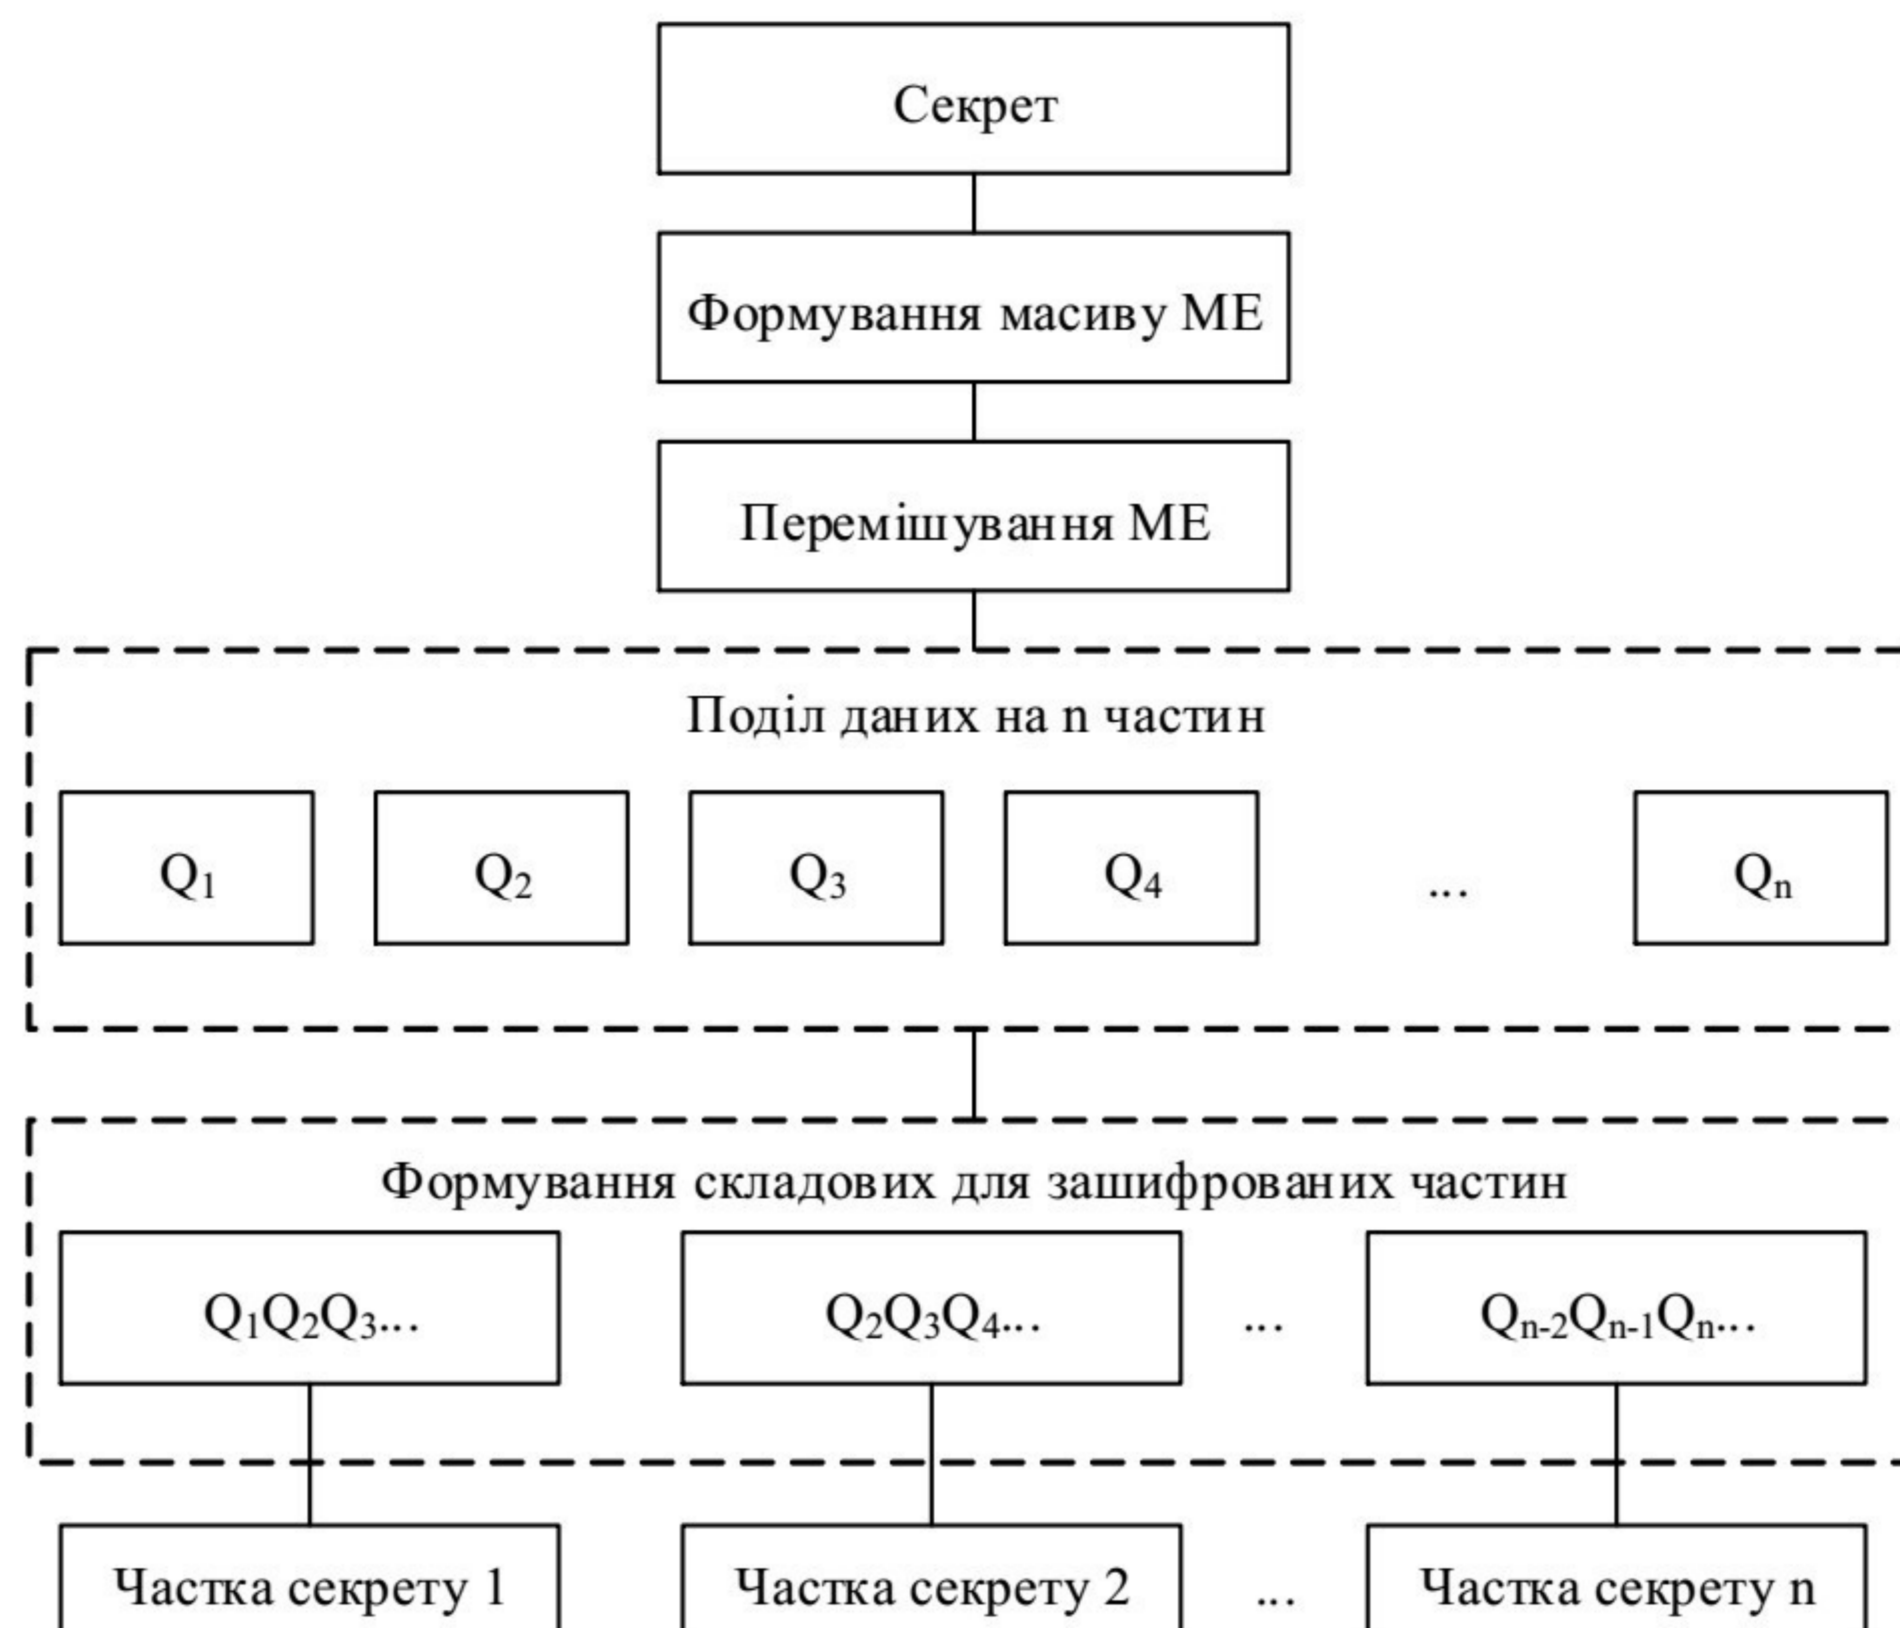 Секрет
Формування масиву МЕ
Перемішування МЕ
Поділ даних на n частин
Q₁ Q₂ Q₃ Q₄ ... Qₙ
Формування складових для зашифрованих частин
Q₁Q₂Q₃... Q₂Q₃Q₄... ... Qₙ₋₂Qₙ₋₁Qₙ...
Частка секрету 1 Частка секрету 2 ... Частка секрету n